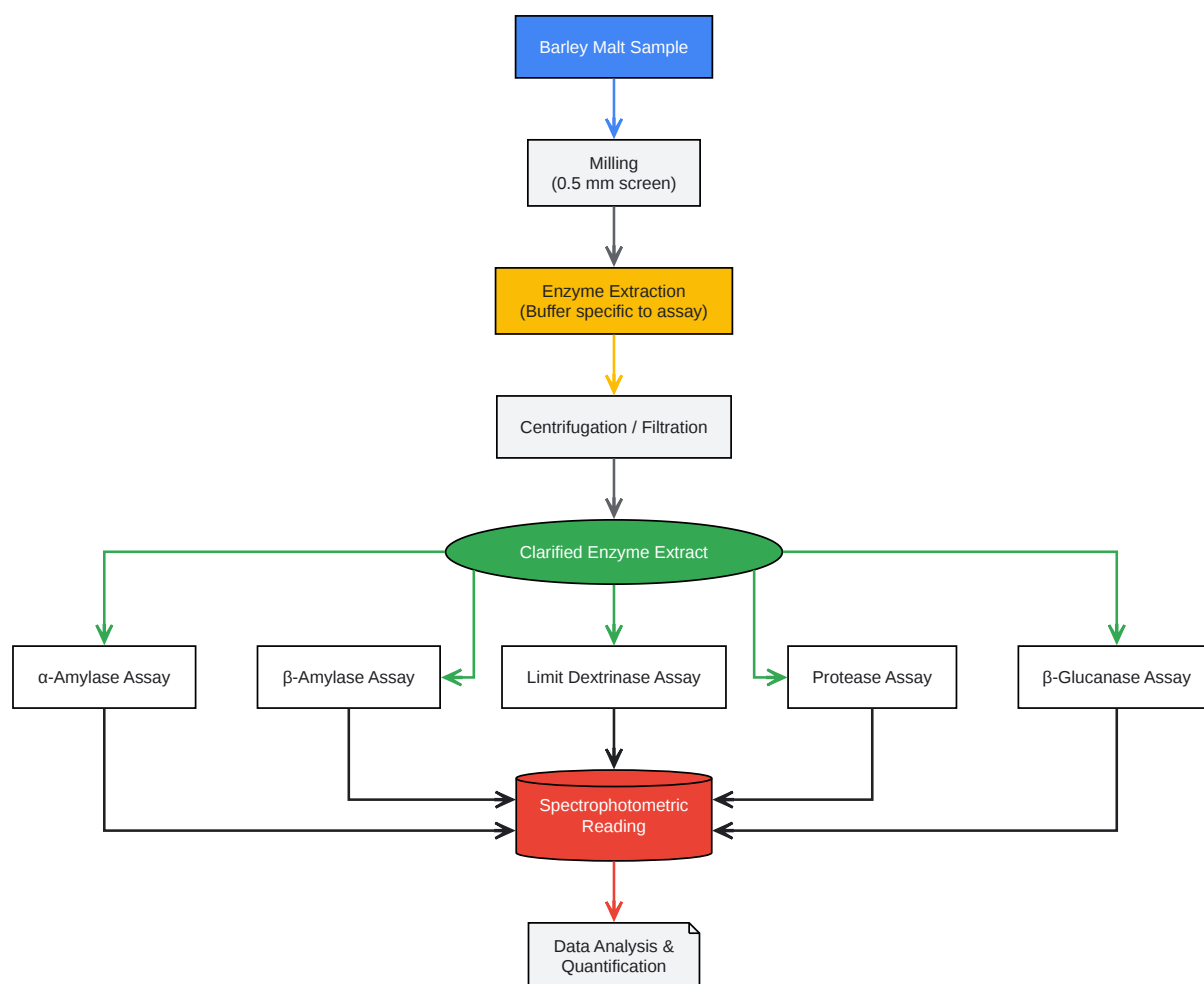 Barley Malt Sample
Milling
(0.5 mm screen)
Enzyme Extraction
(Buffer specific to assay)
Centrifugation / Filtration
Clarified Enzyme Extract
α-Amylase Assay
β-Amylase Assay
Limit Dextrinase Assay
Protease Assay
β-Glucanase Assay
Spectrophotometric
Reading
Data Analysis &
Quantification